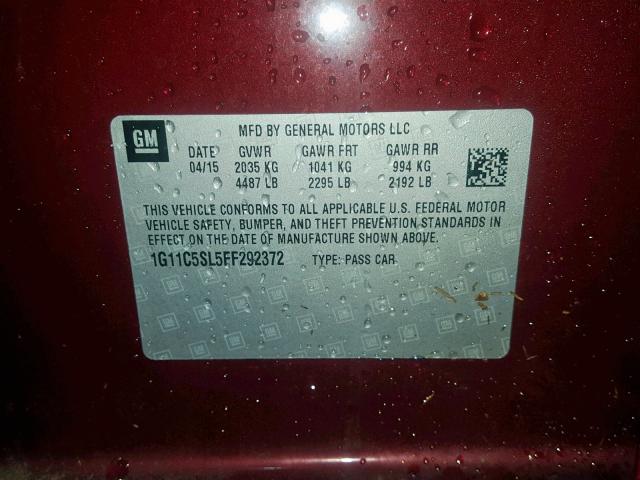 GM
MFD BY GENERAL MOTORS LLC
DATE GVWR GAWR FRT GAWR RR
04/15 2035 KG 1041 KG 994 KG
4487 LB 2295 LB 2192 LB
THIS VEHICLE CONFORMS TO ALL APPLICABLE U.S. FEDERAL MOTOR
VEHICLE SAFETY, BUMPER, AND THEFT PREVENTION STANDARDS IN
EFFECT ON THE DATE OF MANUFACTURE SHOWN ABOVE.
1G11C5SL5FF292372 TYPE: PASS CAR